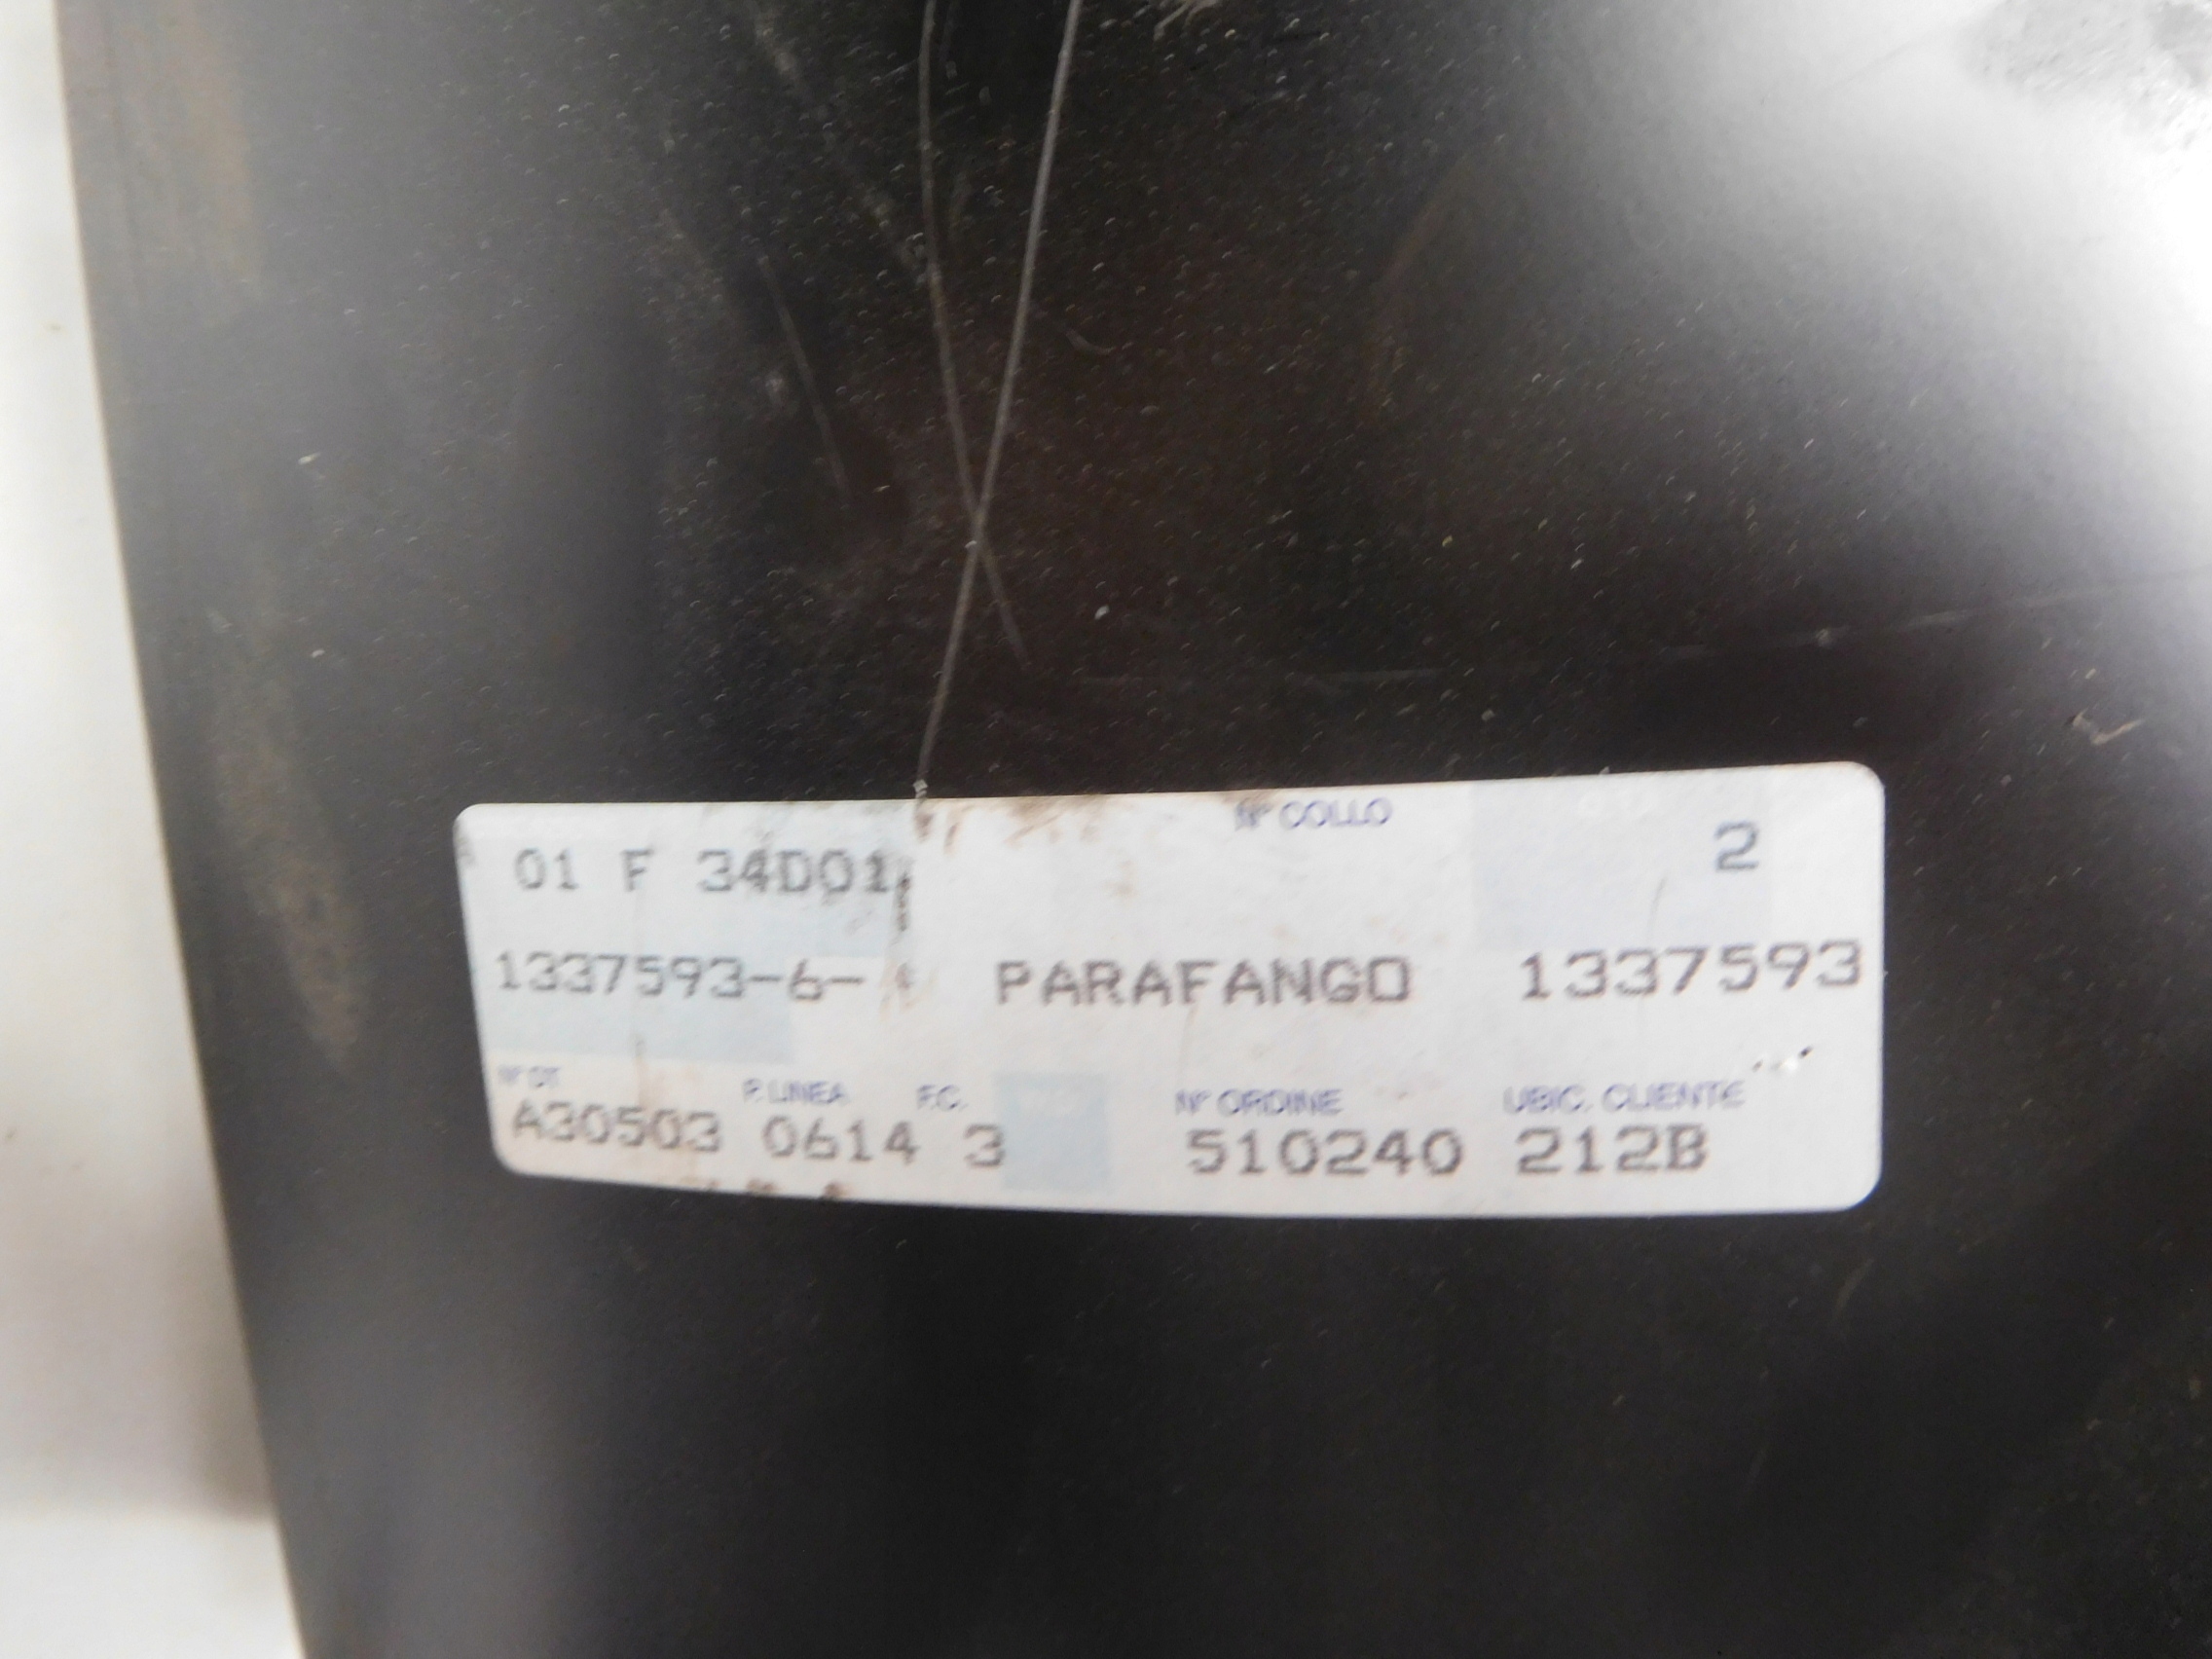 N° COLLO
01 F 34D01 2
1337593-6- PARAFANGO 1337593
N° DT P. LINEA F.C. N° ORDINE UBIC. CLIENTE
A30503 0614 3 510240 212B